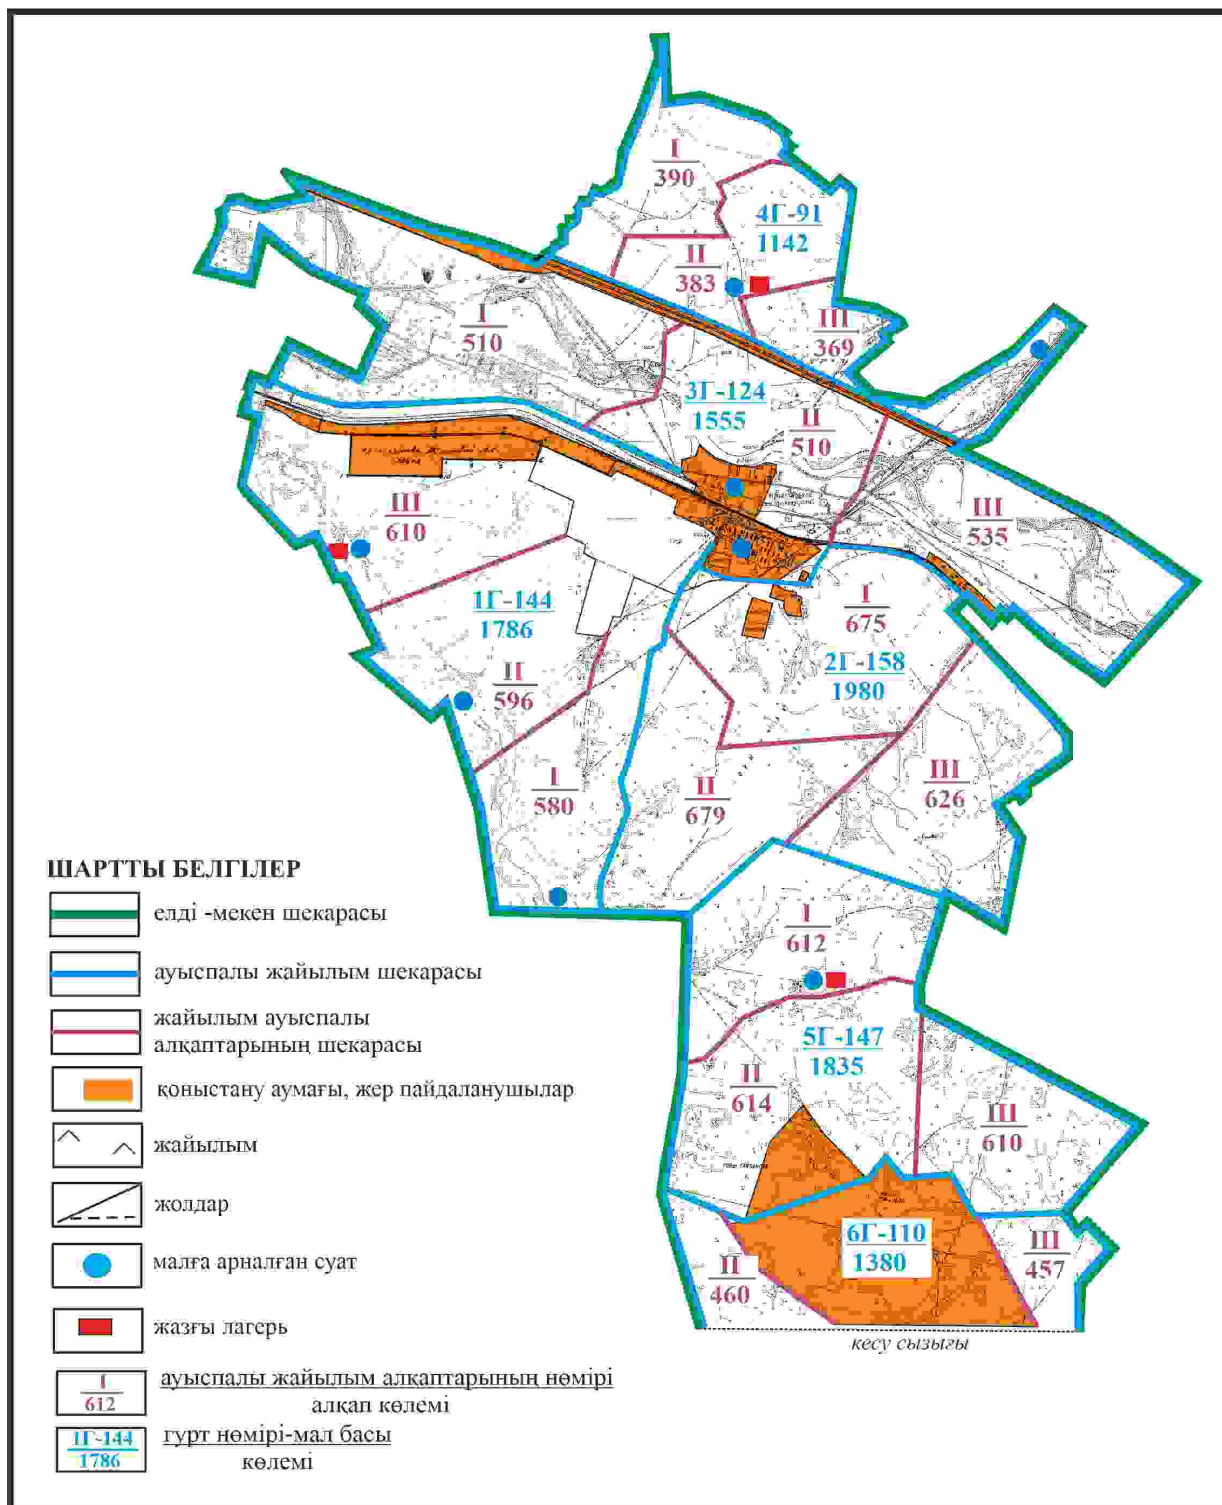 I
390
4Г-91
1142
II
383
III
369
I
510
3Г-124
1555
II
510
III
535
III
610
1Г-144
1786
I
675
2Г-158
1980
II
596
I
580
II
679
III
626
I
612
5Г-147
1835
II
614
III
610
6Г-110
1380
II
460
III
457
кесу сызығы
ШАРТТЫ БЕЛГІЛЕР
елді -мекен шекарасы
ауыспалы жайылым шекарасы
жайылым ауыспалы
алқаптарының шекарасы
қоныстану аумағы, жер пайдаланушылар
жайылым
жолдар
малға арналған суат
жазғы лагерь
I
612
ауыспалы жайылым алқаптарының нөмірі
алқап көлемі
1Г-144
1786
гурт нөмірі-мал басы
көлемі